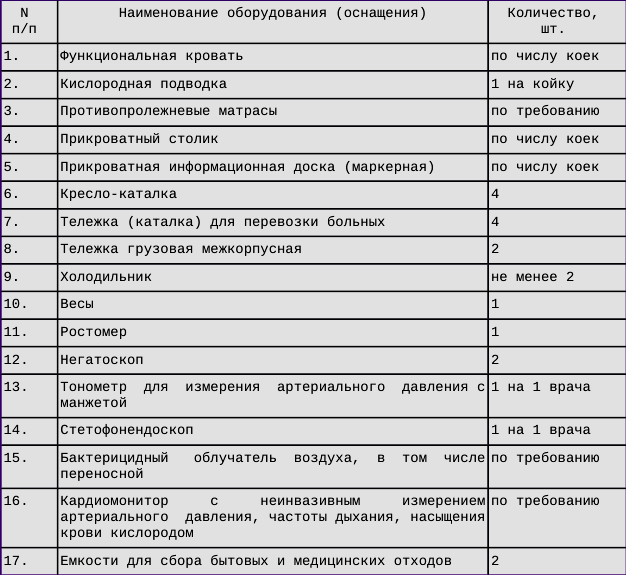 N Наименование оборудования (оснащения) Количество,
п/п шт.
1. Функциональная кровать по числу коек
2. Кислородная подводка 1 на койку
3. Противопролежневые матрасы по требованию
4. Прикроватный столик по числу коек
5. Прикроватная информационная доска (маркерная) по числу коек
6. Кресло-каталка 4
7. Тележка (каталка) для перевозки больных 4
8. Тележка грузовая межкорпусная 2
9. Холодильник не менее 2
10. Весы 1
11. Ростомер 1
12. Негатоскоп 2
13. Тонометр для измерения артериального давления с 1 на 1 врача
манжетой
14. Стетофонендоскоп 1 на 1 врача
15. Бактерицидный облучатель воздуха, в том числе по требованию
переносной
16. Кардиомонитор с неинвазивным измерением по требованию
артериального давления, частоты дыхания, насыщения
крови кислородом
17. Емкости для сбора бытовых и медицинских отходов 2